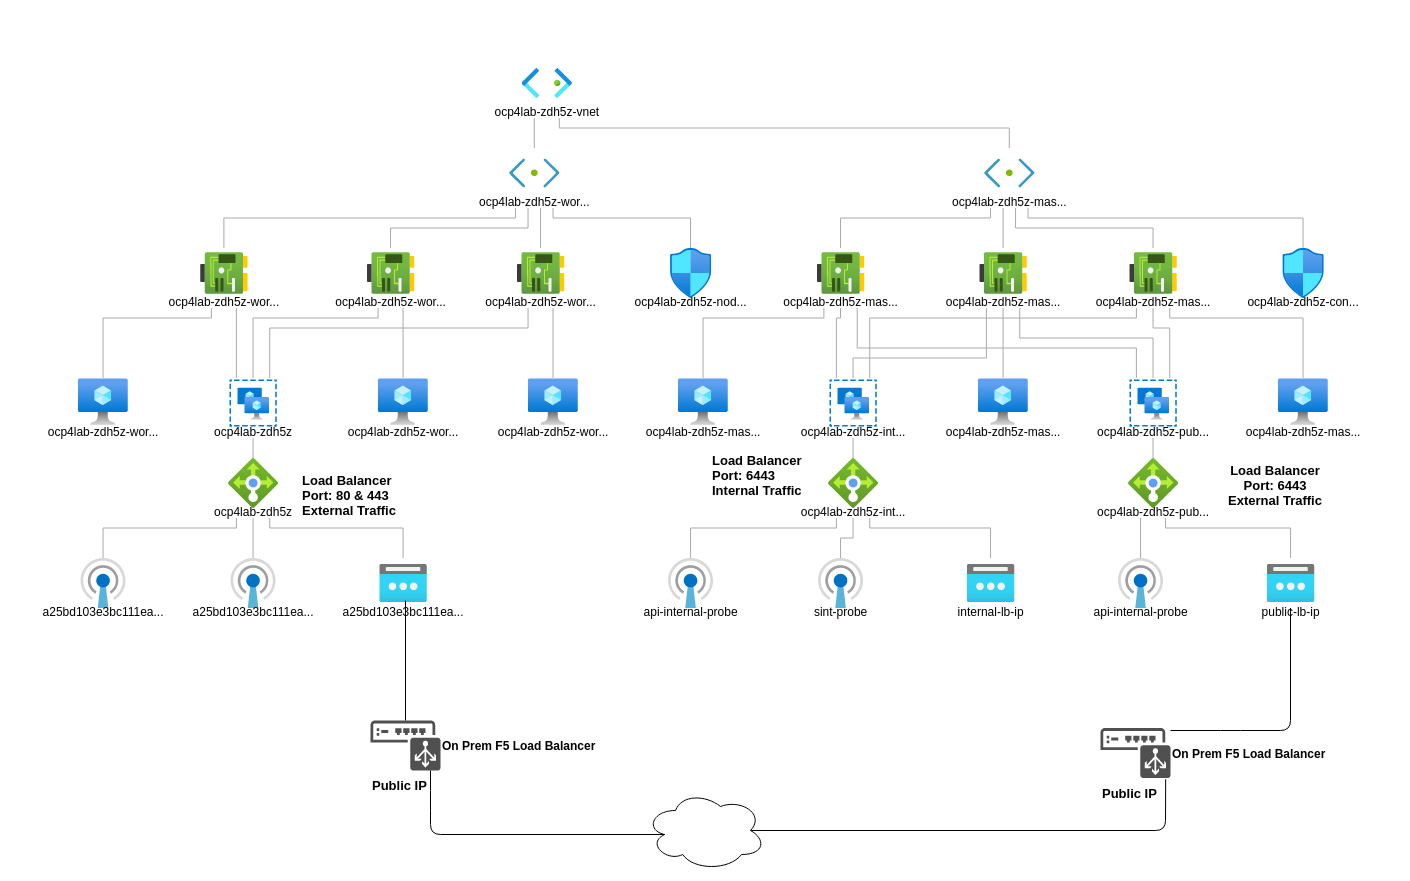 ocp4lab-zdh5z-vnet
ocp4lab-zdh5z-wor...
ocp4lab-zdh5z-mas...
ocp4lab-zdh5z-wor...
ocp4lab-zdh5z-wor...
ocp4lab-zdh5z-wor...
ocp4lab-zdh5z-nod...
ocp4lab-zdh5z-mas...
ocp4lab-zdh5z-mas...
ocp4lab-zdh5z-mas...
ocp4lab-zdh5z-con...
ocp4lab-zdh5z-wor...
ocp4lab-zdh5z
ocp4lab-zdh5z-wor...
ocp4lab-zdh5z-wor...
ocp4lab-zdh5z-mas...
ocp4lab-zdh5z-int...
ocp4lab-zdh5z-mas...
ocp4lab-zdh5z-pub...
ocp4lab-zdh5z-mas...
Load Balancer
Port: 80 & 443
External Traffic
Load Balancer
Port: 6443
Internal Traffic
Load Balancer
Port: 6443
External Traffic
ocp4lab-zdh5z
ocp4lab-zdh5z-int...
ocp4lab-zdh5z-pub...
a25bd103e3bc111ea...
a25bd103e3bc111ea...
a25bd103e3bc111ea...
api-internal-probe
sint-probe
internal-lb-ip
api-internal-probe
public-lb-ip
On Prem F5 Load Balancer
Public IP
On Prem F5 Load Balancer
Public IP